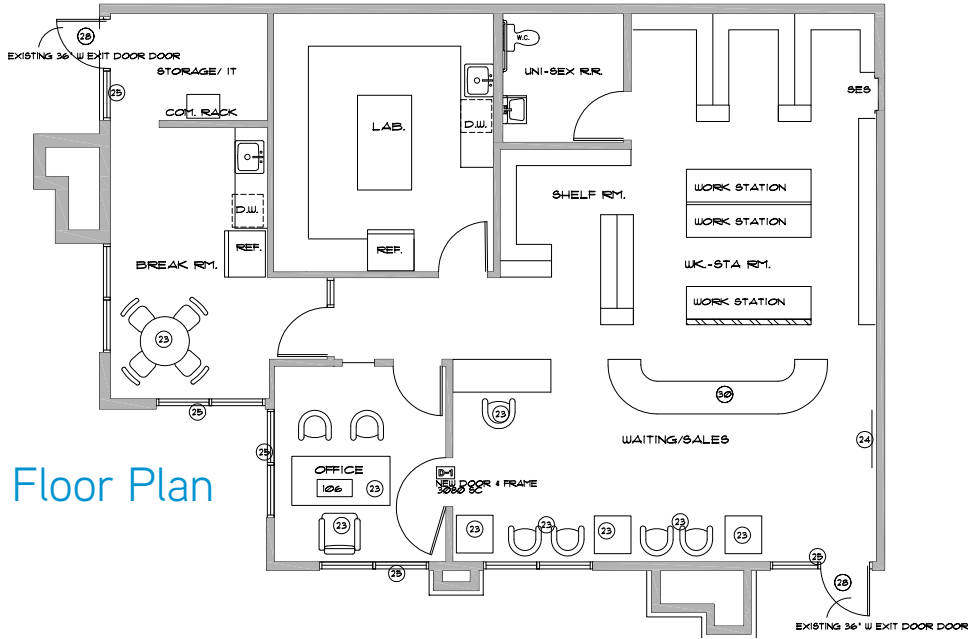 28
EXISTING 36" W EXIT DOOR DOOR
STORAGE/ IT
25
COM. RACK
LAB.
D.W.
W.C.
UNI-SEX R.R.
SES
D.W.
REF.
BREAK RM.
REF.
SHELF RM.
WORK STATION
WORK STATION
WK.-STA RM.
WORK STATION
23
25
30
23
WAITING/SALES
24
25
OFFICE
106
23
D-1
NEW DOOR & FRAME
3080 SC
Floor Plan
23
23
23
23
23
23
25
25
28
EXISTING 36" W EXIT DOOR DOOR